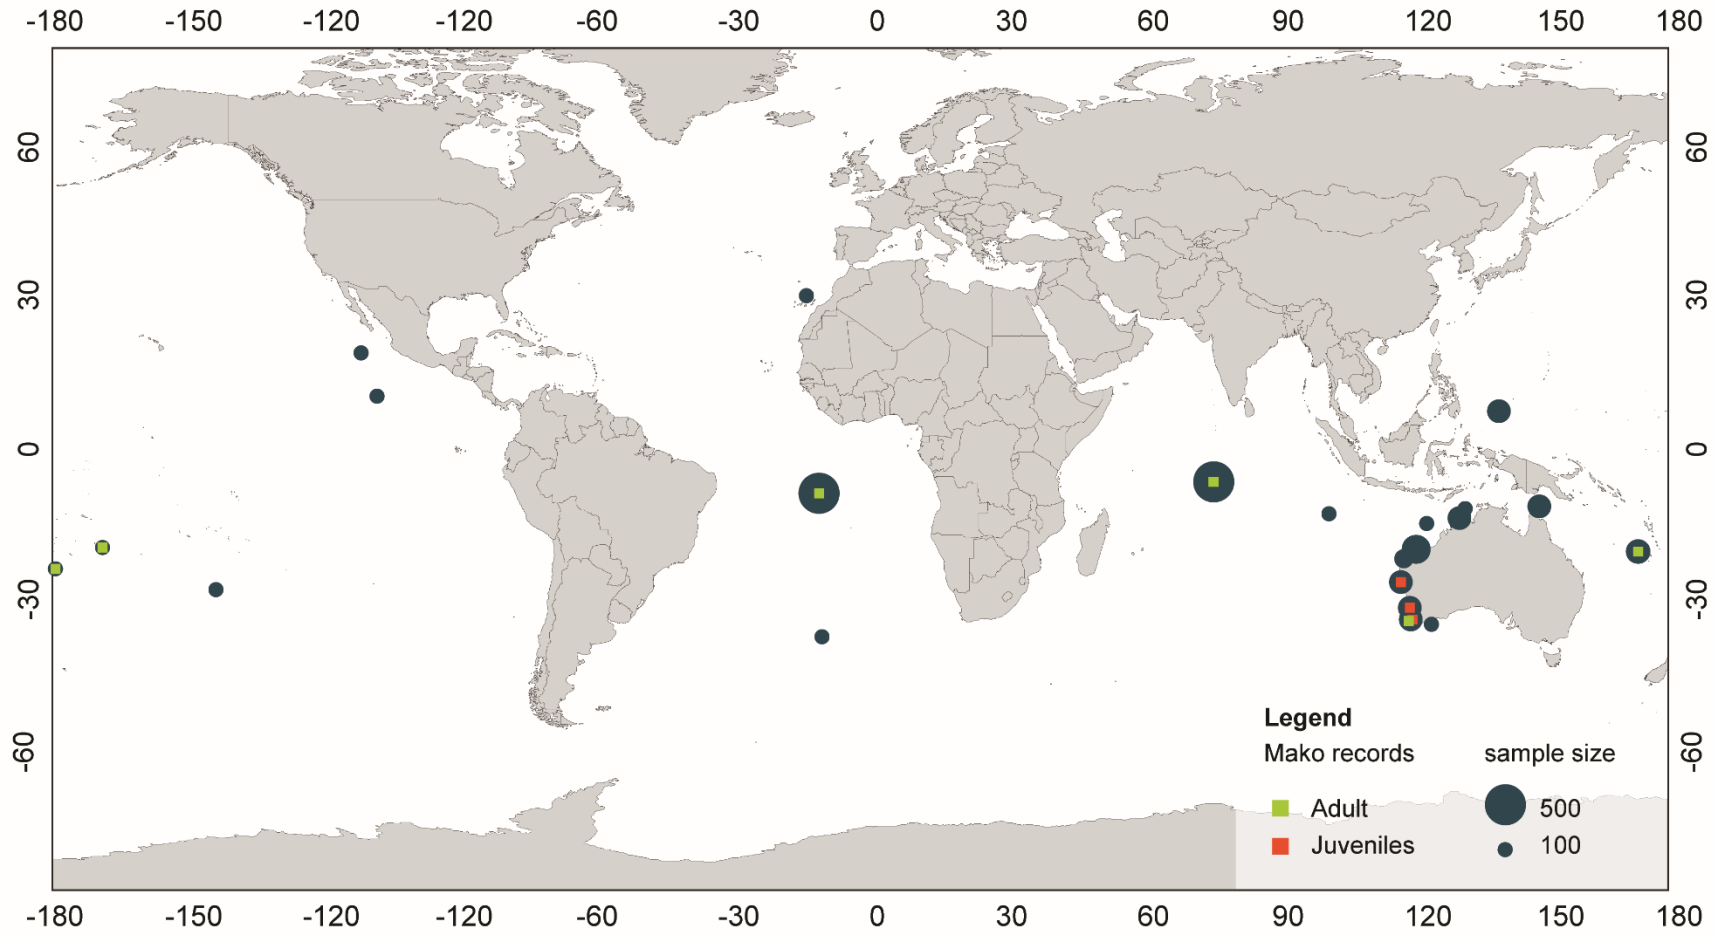 -180 -150 -120 -120 -60 -30 0 30 60 90 120 150 180
60 60
30 30
0 0
-30 -30
Legend
Mako records sample size
-60 -60
Adult 500
Juveniles 100
-180 -150 -120 -120 -60 -30 0 30 60 90 120 150 180